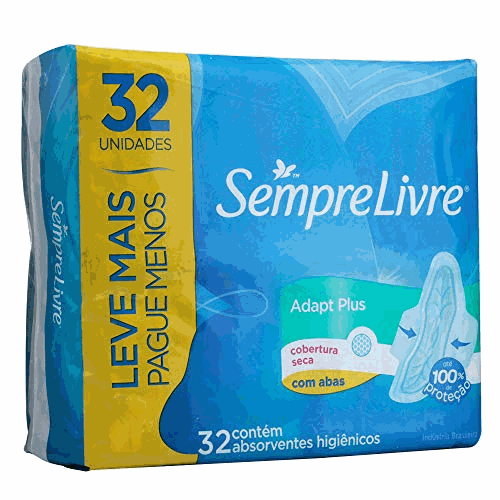 32
UNIDADES
LEVE MAIS
PAGUE MENOS
SempreLivre
SempreLivre®
Adapt Plus
cobertura
seca
com abas
até
100%
de
proteção
32 contém
absorventes higiênicos
Indústria Brasileira